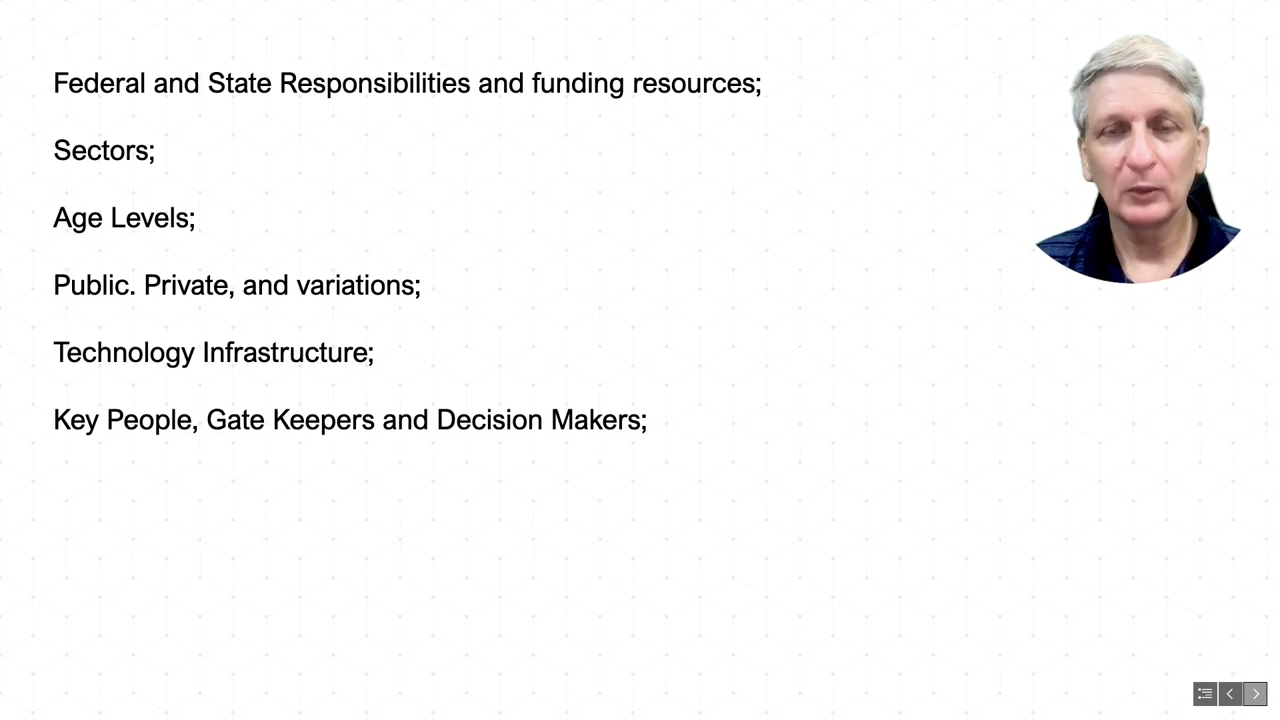 Federal and State Responsibilities and funding resources;
Sectors;
Age Levels;
Public. Private, and variations;
Technology Infrastructure;
Key People, Gate Keepers and Decision Makers;